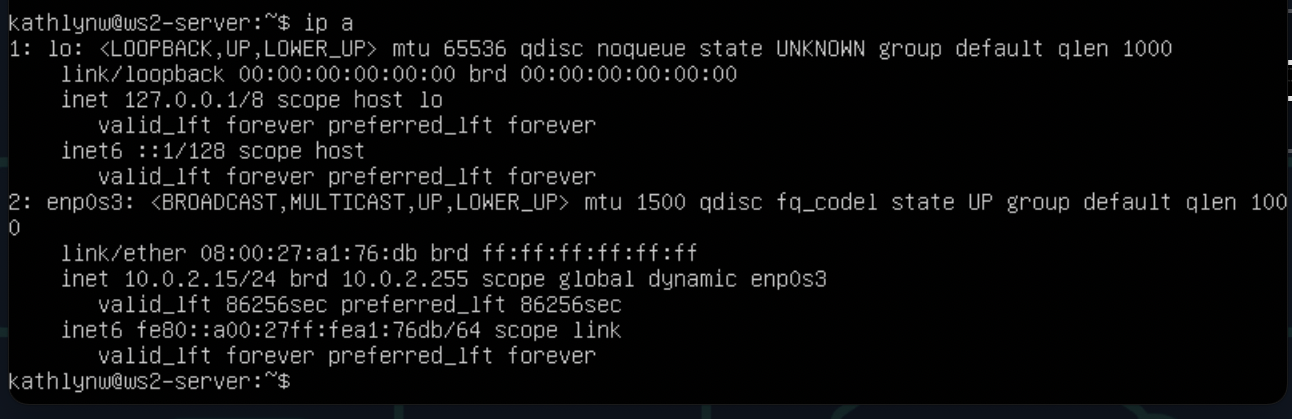 kathlynw@ws2-server:~$ ip a
1: lo: <LOOPBACK,UP,LOWER_UP> mtu 65536 qdisc noqueue state UNKNOWN group default qlen 1000
    link/loopback 00:00:00:00:00:00 brd 00:00:00:00:00:00
    inet 127.0.0.1/8 scope host lo
       valid_lft forever preferred_lft forever
    inet6 ::1/128 scope host
       valid_lft forever preferred_lft forever
2: enp0s3: <BROADCAST,MULTICAST,UP,LOWER_UP> mtu 1500 qdisc fq_codel state UP group default qlen 100
0
    link/ether 08:00:27:a1:76:db brd ff:ff:ff:ff:ff:ff
    inet 10.0.2.15/24 brd 10.0.2.255 scope global dynamic enp0s3
       valid_lft 86256sec preferred_lft 86256sec
    inet6 fe80::a00:27ff:fea1:76db/64 scope link
       valid_lft forever preferred_lft forever
kathlynw@ws2-server:~$